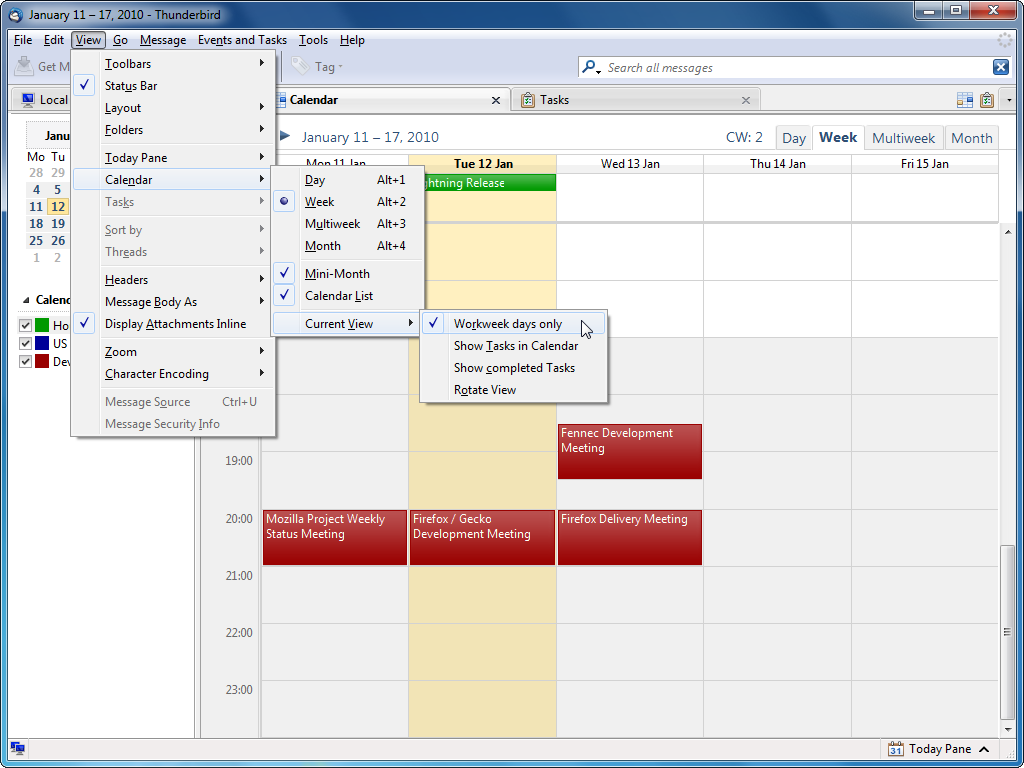 January 11 – 17, 2010 - Thunderbird
File Edit View Go Message Events and Tasks Tools Help
Get M
Tag
Search all messages
Local
Calendar
Tasks
Janu
January 11 – 17, 2010
CW: 2
Day
Week
Multiweek
Month
Mo Tu
28 29
4 5
11 12
18 19
25 26
1 2
Mon 11 Jan
Tue 12 Jan
Wed 13 Jan
Thu 14 Jan
Fri 15 Jan
htning Release
Toolbars
Status Bar
Layout
Folders
Today Pane
Calendar
Tasks
Sort by
Threads
Headers
Message Body As
Display Attachments Inline
Zoom
Character Encoding
Message Source Ctrl+U
Message Security Info
Day Alt+1
Week Alt+2
Multiweek Alt+3
Month Alt+4
Mini-Month
Calendar List
Current View
Workweek days only
Show Tasks in Calendar
Show completed Tasks
Rotate View
Calend
Ho
US
Dev
19:00
20:00
21:00
22:00
23:00
Fennec Development
Meeting
Mozilla Project Weekly
Status Meeting
Firefox / Gecko
Development Meeting
Firefox Delivery Meeting
31 Today Pane